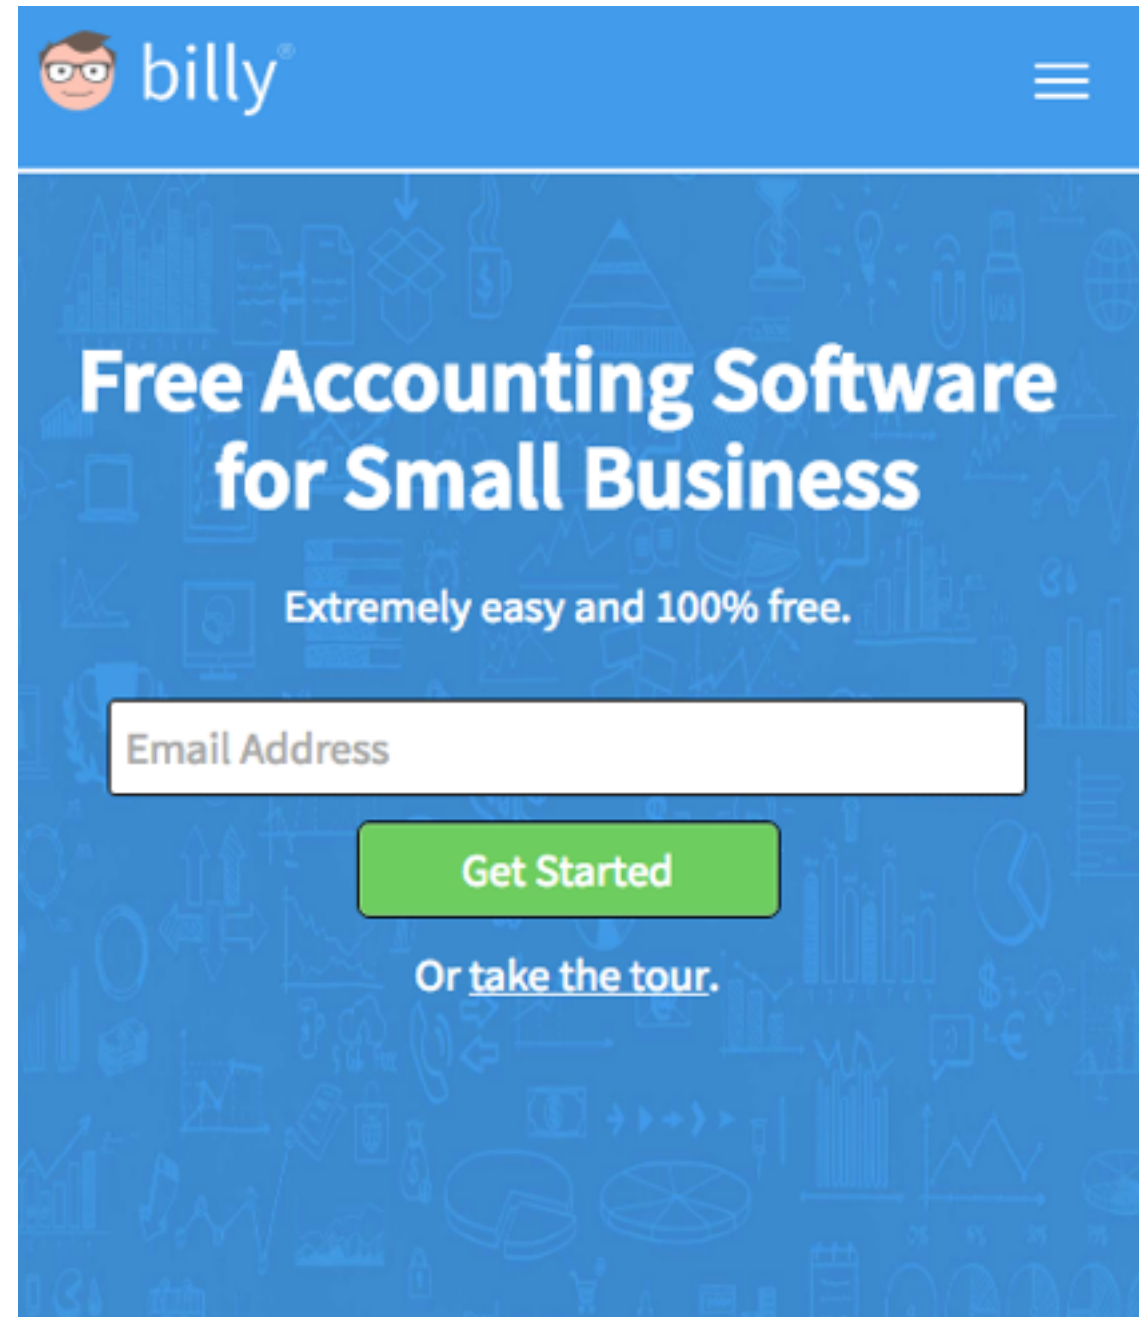 billy®
Free Accounting Software
for Small Business
Extremely easy and 100% free.
Email Address
Get Started
Or take the tour.